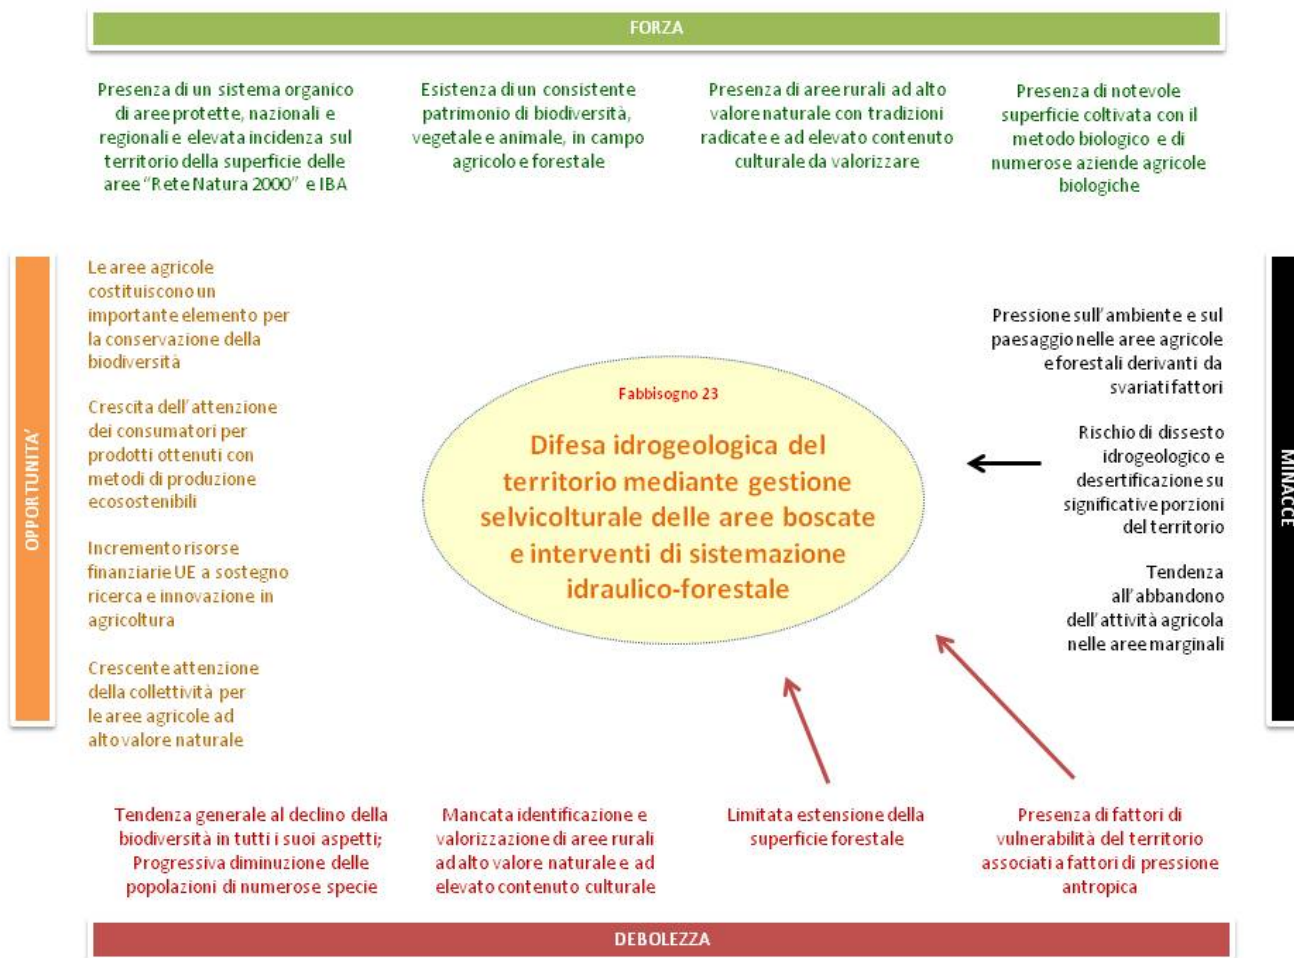 FORZA
Presenza di un sistema organico
di aree protette, nazionali e
regionali e elevata incidenza sul
territorio della superficie delle
aree "Rete Natura 2000" e IBA
Esistenza di un consistente
patrimonio di biodiversità,
vegetale e animale, in campo
agricolo e forestale
Presenza di aree rurali ad alto
valore naturale con tradizioni
radicate e ad elevato contenuto
culturale da valorizzare
Presenza di notevole
superficie coltivata con il
metodo biologico e di
numerose aziende agricole
biologiche
OPPORTUNITA'
Le aree agricole
costituiscono un
importante elemento per
la conservazione della
biodiversità
Crescita dell'attenzione
dei consumatori per
prodotti ottenuti con
metodi di produzione
ecosostenibili
Incremento risorse
finanziarie UE a sostegno
ricerca e innovazione in
agricoltura
Crescente attenzione
della collettività per
le aree agricole ad
alto valore naturale
Fabbisogno 23
Difesa idrogeologica del
territorio mediante gestione
selvicolturale delle aree boscate
e interventi di sistemazione
idraulico-forestale
Pressione sull'ambiente e sul
paesaggio nelle aree agricole
e forestali derivanti da
svariati fattori
Rischio di dissesto
idrogeologico e
desertificazione su
significative porzioni
del territorio
Tendenza
all'abbandono
dell'attività agricola
nelle aree marginali
MINACCE
Tendenza generale al declino della
biodiversità in tutti i suoi aspetti;
Progressiva diminuzione delle
popolazioni di numerose specie
Mancata identificazione e
valorizzazione di aree rurali
ad alto valore naturale e ad
elevato contenuto culturale
Limitata estensione della
superficie forestale
Presenza di fattori di
vulnerabilità del territorio
associati a fattori di pressione
antropica
DEBOLEZZA